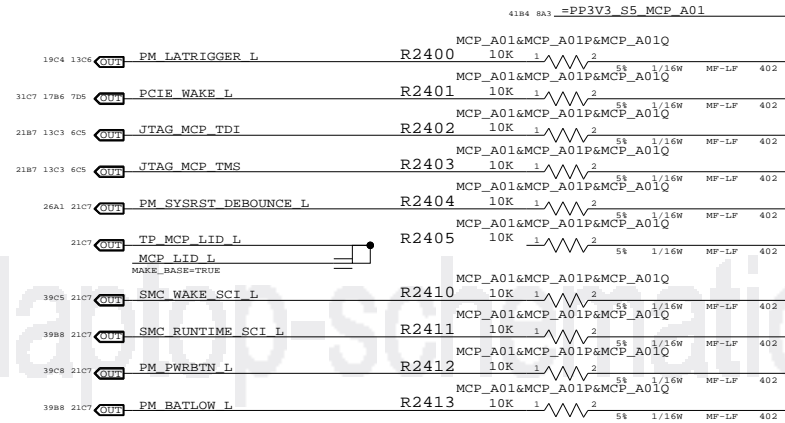 41B4 8A3 =PP3V3_S5_MCP_A01
MCP_A01&MCP_A01P&MCP_A01Q
19C4 13C6 OUT PM_LATRIGGER_L R2400 10K 1 2
5% 1/16W MF-LF 402
MCP_A01&MCP_A01P&MCP_A01Q
31C7 17B6 7D5 OUT PCIE_WAKE_L R2401 10K 1 2
5% 1/16W MF-LF 402
MCP_A01&MCP_A01P&MCP_A01Q
21B7 13C3 6C5 OUT JTAG_MCP_TDI R2402 10K 1 2
5% 1/16W MF-LF 402
MCP_A01&MCP_A01P&MCP_A01Q
21B7 13C3 6C5 OUT JTAG_MCP_TMS R2403 10K 1 2
5% 1/16W MF-LF 402
MCP_A01&MCP_A01P&MCP_A01Q
26A1 21C7 OUT PM_SYSRST_DEBOUNCE_L R2404 10K 1 2
5% 1/16W MF-LF 402
MCP_A01&MCP_A01P&MCP_A01Q
21C7 OUT TP_MCP_LID_L R2405 10K 1 2
5% 1/16W MF-LF 402
MCP_LID_L
MAKE_BASE=TRUE
MCP_A01&MCP_A01P&MCP_A01Q
39C5 21C7 OUT SMC_WAKE_SCI_L R2410 10K 1 2
5% 1/16W MF-LF 402
MCP_A01&MCP_A01P&MCP_A01Q
39B8 21C7 OUT SMC_RUNTIME_SCI_L R2411 10K 1 2
5% 1/16W MF-LF 402
MCP_A01&MCP_A01P&MCP_A01Q
39C8 21C7 OUT PM_PWRBTN_L R2412 10K 1 2
5% 1/16W MF-LF 402
MCP_A01&MCP_A01P&MCP_A01Q
39B8 21C7 OUT PM_BATLOW_L R2413 10K 1 2
5% 1/16W MF-LF 402
laptop-schematic